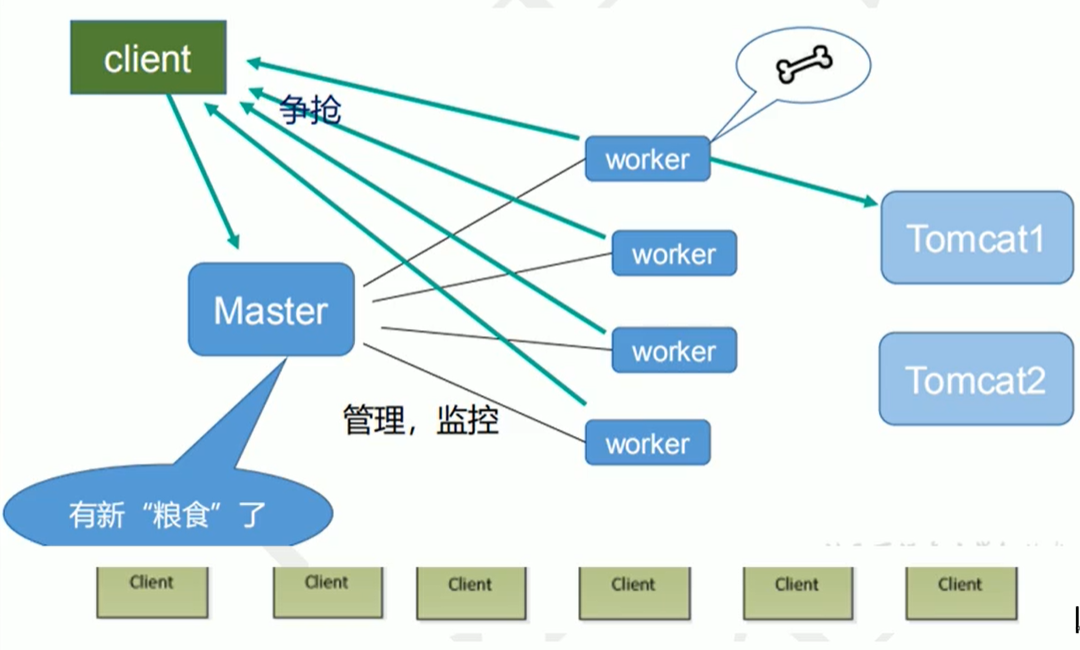 client
争抢
worker
Tomcat1
worker
Master
worker
Tomcat2
管理，监控
worker
有新“粮食”了
Client Client Client Client Client Client